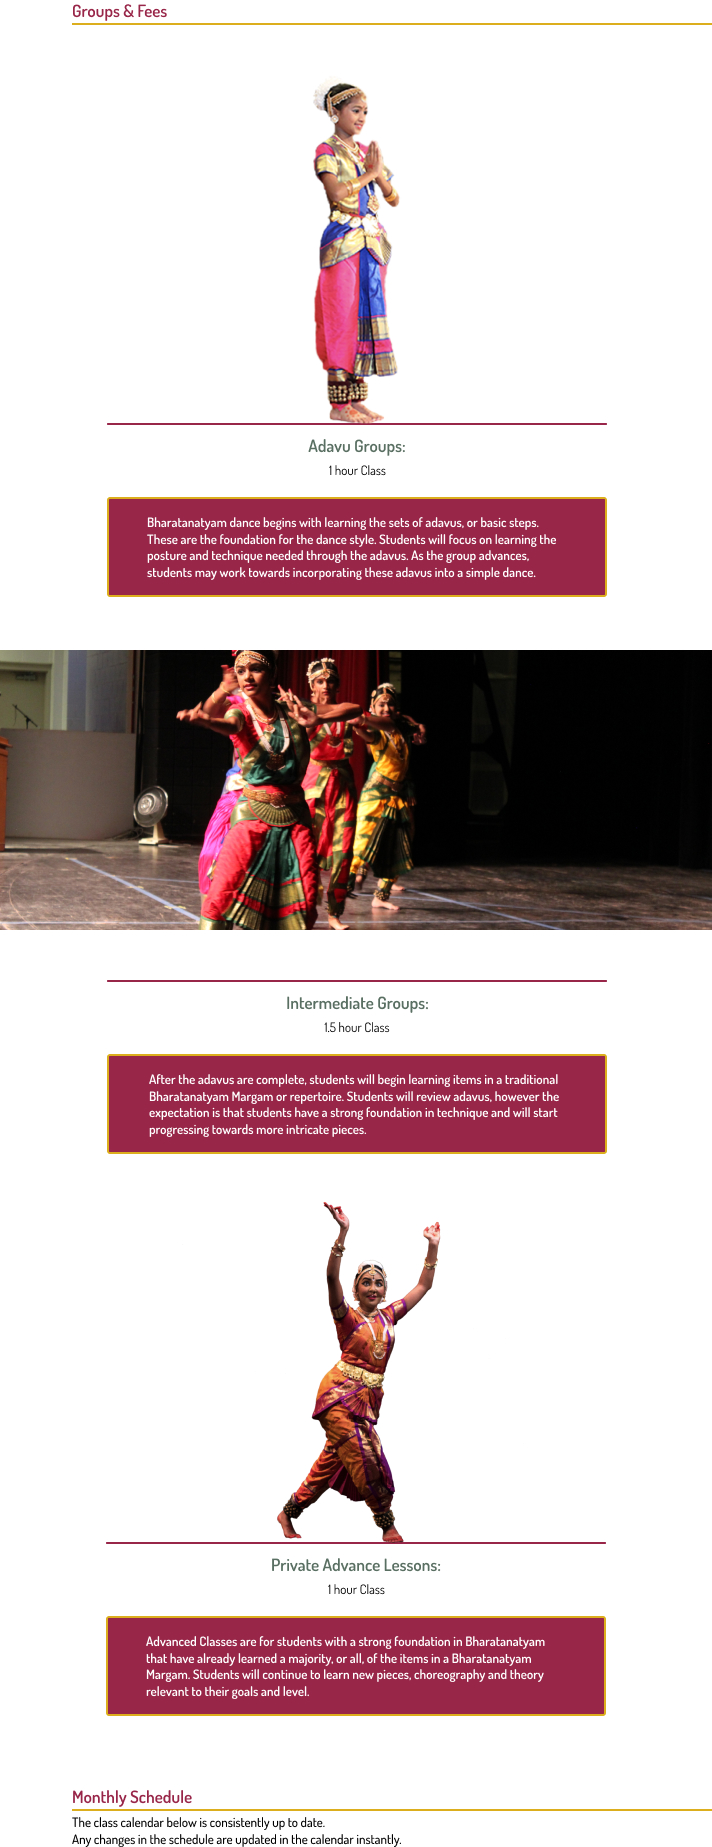 Groups & Fees
Adavu Groups:
1 hour Class
Bharatanatyam dance begins with learning the sets of adavus, or basic steps.
These are the foundation for the dance style. Students will focus on learning the
posture and technique needed through the adavus. As the group advances,
students may work towards incorporating these adavus into a simple dance.
Intermediate Groups:
1.5 hour Class
After the adavus are complete, students will begin learning items in a traditional
Bharatanatyam Margam or repertoire. Students will review adavus, however the
expectation is that students have a strong foundation in technique and will start
progressing towards more intricate pieces.
Private Advance Lessons:
1 hour Class
Advanced Classes are for students with a strong foundation in Bharatanatyam
that have already learned a majority, or all, of the items in a Bharatanatyam
Margam. Students will continue to learn new pieces, choreography and theory
relevant to their goals and level.
Monthly Schedule
The class calendar below is consistently up to date.
Any changes in the schedule are updated in the calendar instantly.